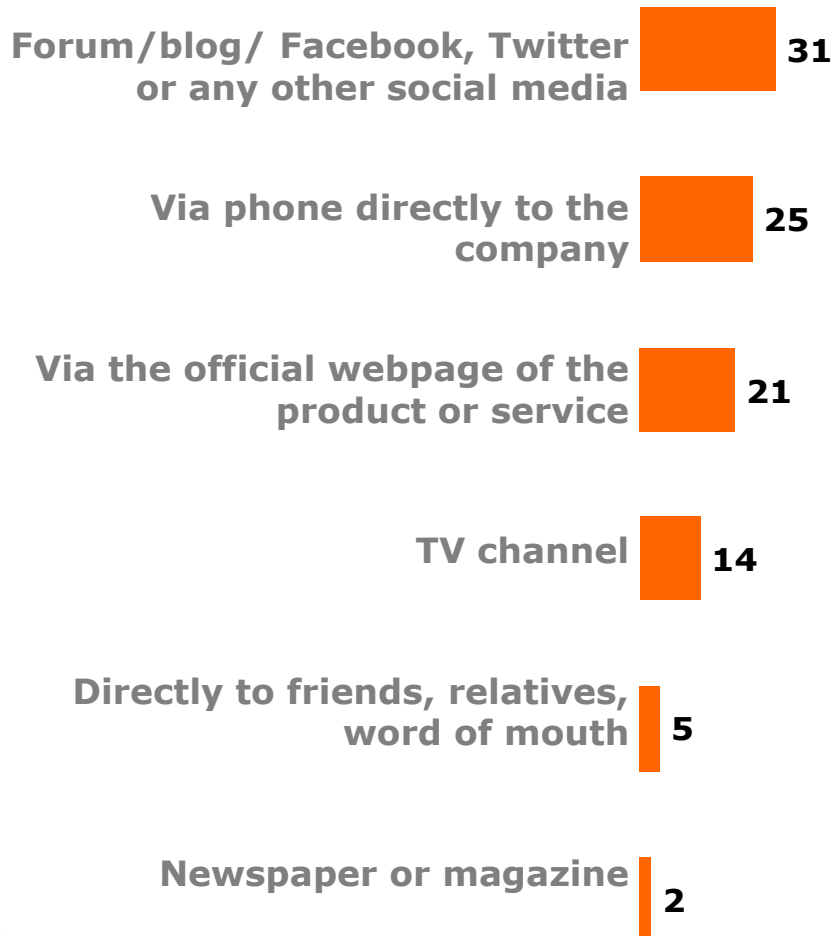 Forum/blog/ Facebook, Twitter
or any other social media
31
Via phone directly to the
company
25
Via the official webpage of the
product or service
21
TV channel
14
Directly to friends, relatives,
word of mouth
5
Newspaper or magazine
2